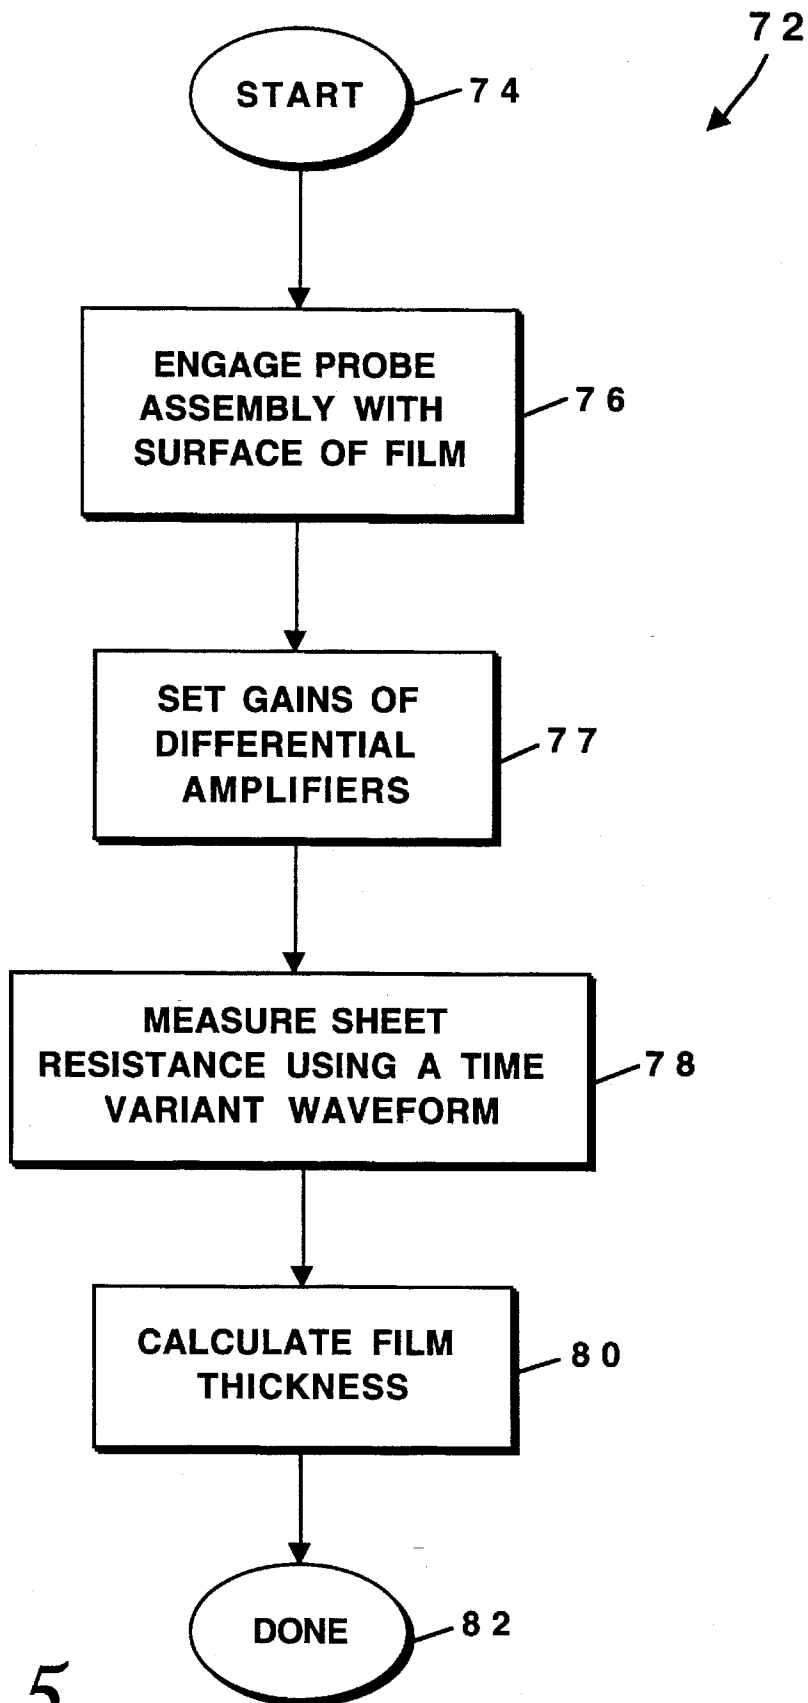 72
START
74
ENGAGE PROBE
ASSEMBLY WITH
SURFACE OF FILM
76
SET GAINS OF
DIFFERENTIAL
AMPLIFIERS
77
MEASURE SHEET
RESISTANCE USING A TIME
VARIANT WAVEFORM
78
CALCULATE FILM
THICKNESS
80
DONE
82
5